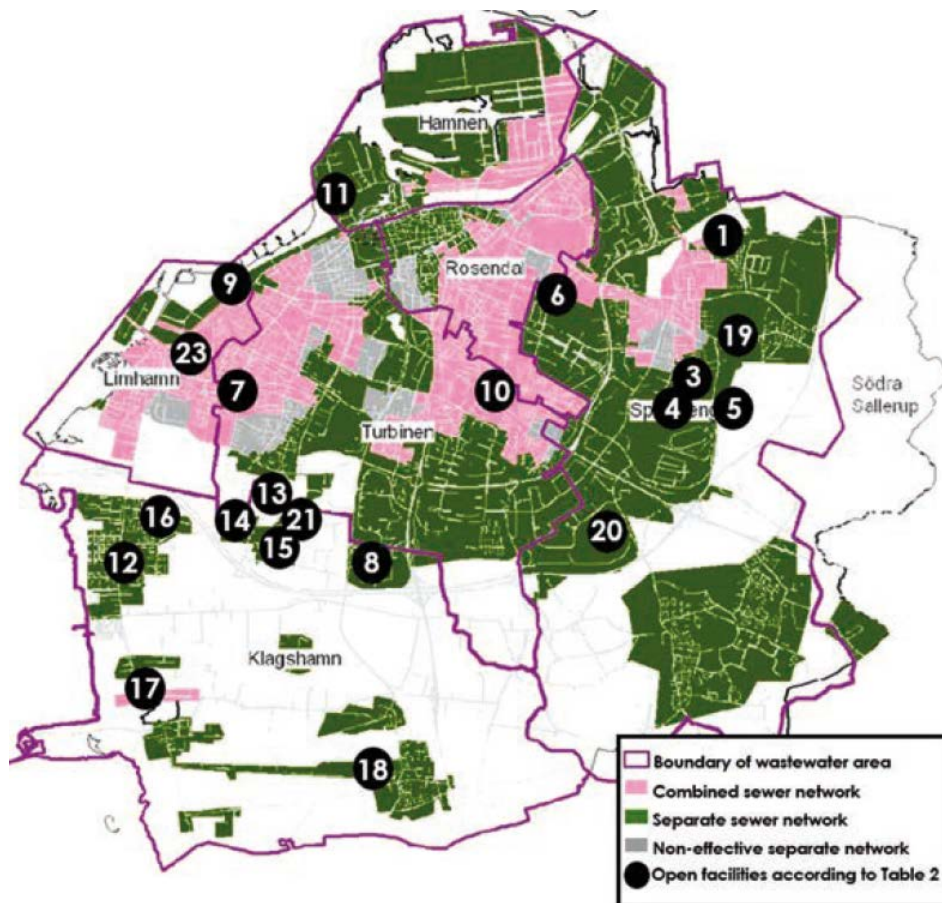 Hamnen
11
1
Rosendal
9
6
19
23
Limhamn
3
7
10
4
5
Södra
Sallerup
Turbinen
13
16
14
21
20
15
12
8
Klagshamn
17
18
Boundary of wastewater area
Combined sewer network
Separate sewer network
Non-effective separate network
Open facilities according to Table 2